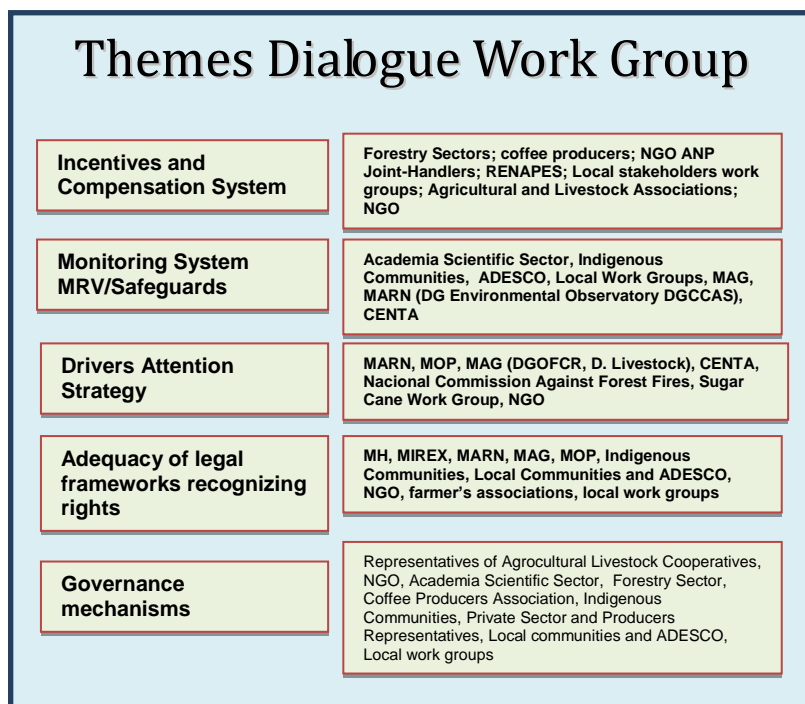 Themes Dialogue Work Group
Incentives and
Compensation System
Forestry Sectors; coffee producers; NGO ANP
Joint-Handlers; RENAPES; Local stakeholders work
groups; Agricultural and Livestock Associations;
NGO
Monitoring System
MRV/Safeguards
Academia Scientific Sector, Indigenous
Communities, ADESCO, Local Work Groups, MAG,
MARN (DG Environmental Observatory DGCCAS),
CENTA
Drivers Attention
Strategy
MARN, MOP, MAG (DGOFCR, D. Livestock), CENTA,
Nacional Commission Against Forest Fires, Sugar
Cane Work Group, NGO
Adequacy of legal
frameworks recognizing
rights
MH, MIREX, MARN, MAG, MOP, Indigenous
Communities, Local Communities and ADESCO,
NGO, farmer's associations, local work groups
Governance
mechanisms
Representatives of Agrocultural Livestock Cooperatives,
NGO, Academia Scientific Sector, Forestry Sector,
Coffee Producers Association, Indigenous
Communities, Private Sector and Producers
Representatives, Local communities and ADESCO,
Local work groups